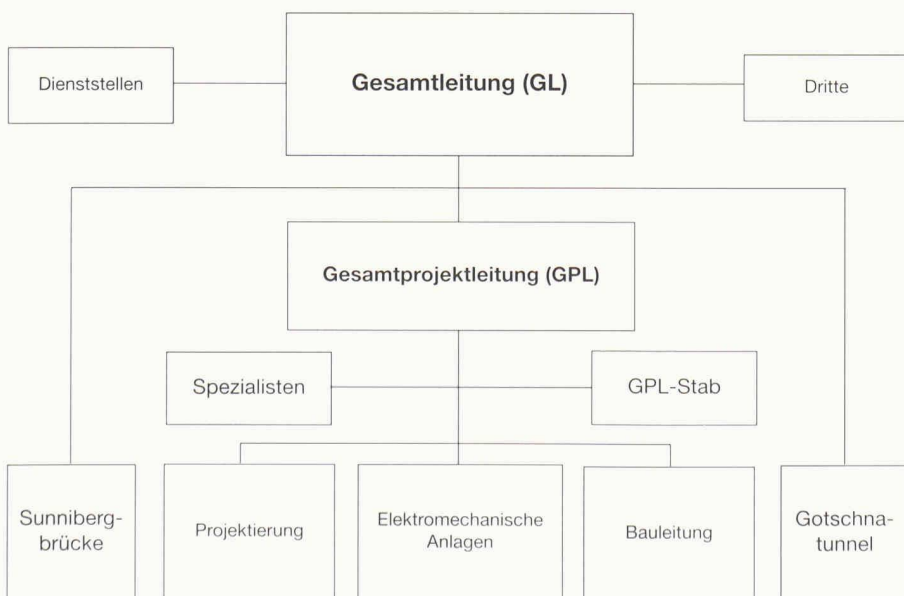 Dienststellen
Gesamtleitung (GL)
Dritte
Gesamtprojektleitung (GPL)
Spezialisten
GPL-Stab
Sunniberg-
brücke
Projektierung
Elektromechanische
Anlagen
Bauleitung
Gotschna-
tunnel